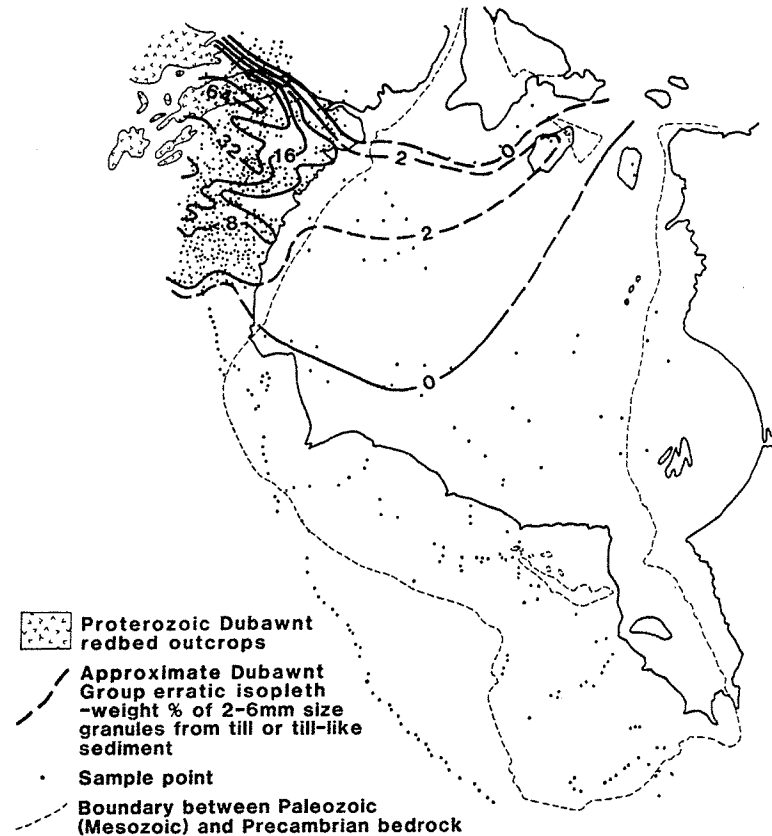 64
32
16
8
2
0
2
0
Proterozoic Dubawnt
redbed outcrops
Approximate Dubawnt
Group erratic isopleth
-weight % of 2-6mm size
granules from till or till-like
sediment
Sample point
Boundary between Paleozoic
(Mesozoic) and Precambrian bedrock